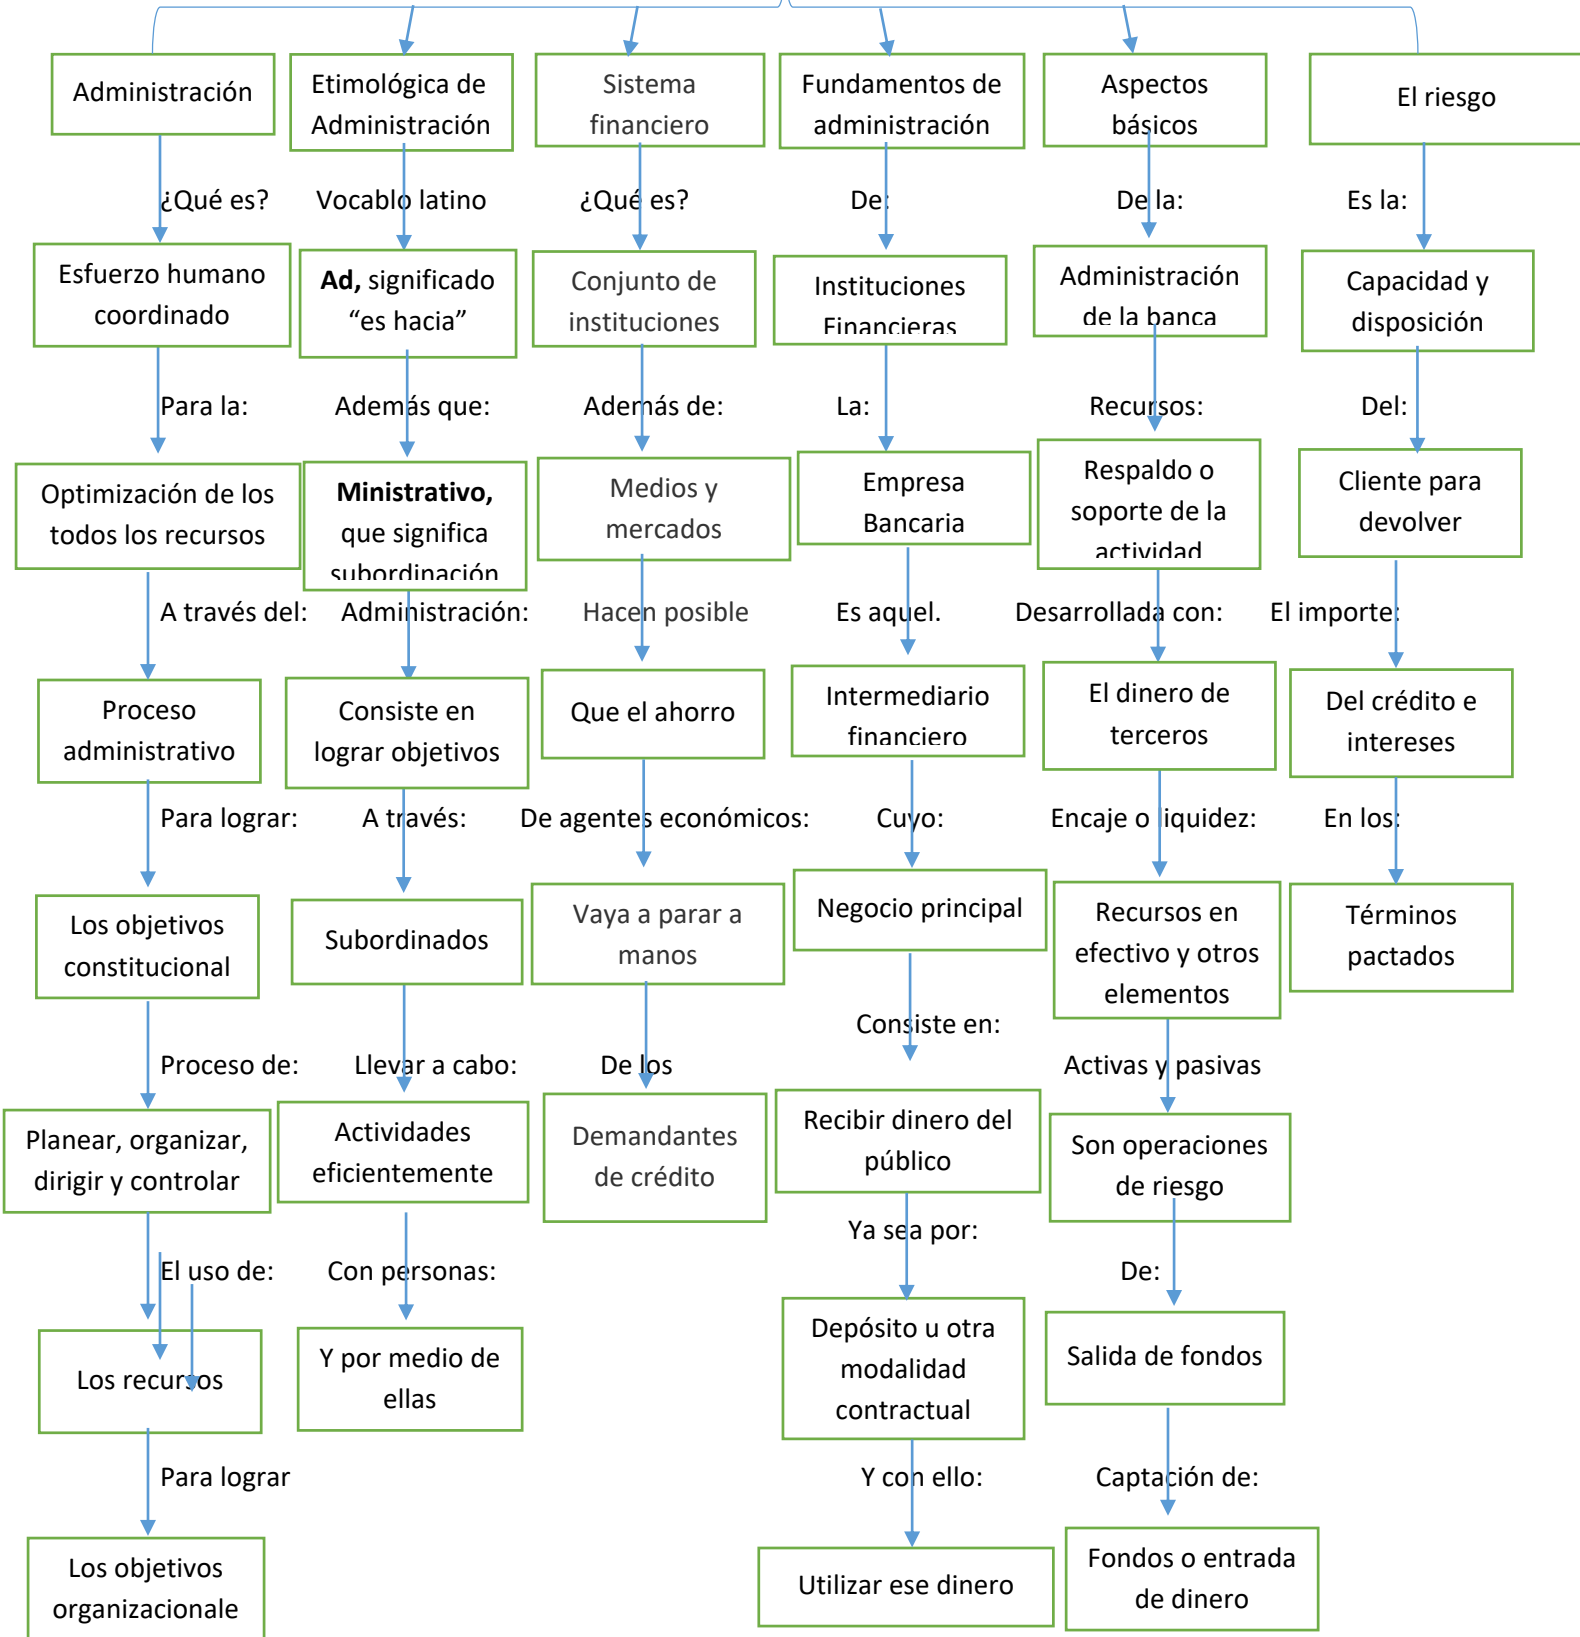 Administración
¿Qué es?
Esfuerzo humano
coordinado
Para la:
Optimización de los
todos los recursos
A través del:
Proceso
administrativo
Para lograr:
Los objetivos
constitucional
Proceso de:
Planear, organizar,
dirigir y controlar
El uso de:
Los recursos
Para lograr
Los objetivos
organizacionale
Etimológica de
Administración
Vocablo latino
Ad, significado
“es hacia”
Además que:
Ministrativo,
que significa
subordinación
Administración:
Consiste en
lograr objetivos
A través:
Subordinados
Llevar a cabo:
Actividades
eficientemente
Con personas:
Y por medio de
ellas
Sistema
financiero
¿Qué es?
Conjunto de
instituciones
Además de:
Medios y
mercados
Hacen posible
Que el ahorro
De agentes económicos:
Vaya a parar a
manos
De los
Demandantes
de crédito
Fundamentos de
administración
De:
Instituciones
Financieras
La:
Empresa
Bancaria
Es aquel.
Intermediario
financiero
Cuyo:
Negocio principal
Consiste en:
Recibir dinero del
público
Ya sea por:
Depósito u otra
modalidad
contractual
Y con ello:
Utilizar ese dinero
Aspectos
básicos
De la:
Administración
de la banca
Recursos:
Respaldo o
soporte de la
actividad
Desarrollada con:
El dinero de
terceros
Encaje o liquidez:
Recursos en
efectivo y otros
elementos
Activas y pasivas
Son operaciones
de riesgo
De:
Salida de fondos
Captación de:
Fondos o entrada
de dinero
El riesgo
Es la:
Capacidad y
disposición
Del:
Cliente para
devolver
El importe:
Del crédito e
intereses
En los:
Términos
pactados